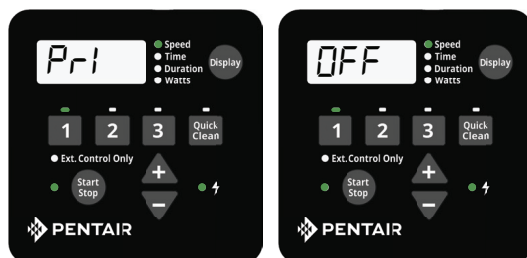 Pri
Speed
Time
Duration
Watts
Display
1
2
3
Quick
Clean
Ext. Control Only
Start
Stop
+
−
PENTAIR
OFF
Speed
Time
Duration
Watts
Display
1
2
3
Quick
Clean
Ext. Control Only
Start
Stop
+
−
PENTAIR